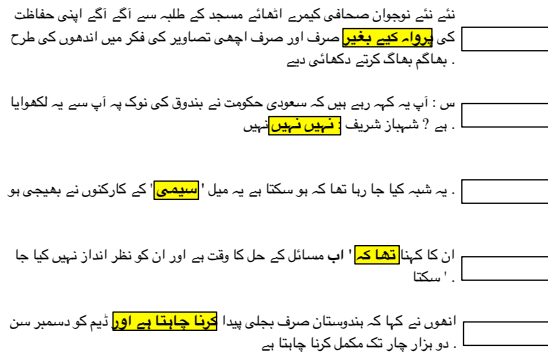 نئے نئے نوجوان صحافی کیمرے اٹھائے مسجد کے طلبہ سے آگے آگے اپنی حفاظت
کی پرواہ کیے بغیر صرف اور صرف اچھی تصاویر کی فکر میں اندھوں کی طرح
بھاگم بھاگ کرتے دکھائی دیے .
س : آپ یہ کہہ رہے ہیں کہ سعودی حکومت نے بندوق کی نوک پہ آپ سے یہ لکھوایا
ہے ? شہباز شریف : نہیں نہیں نہیں .
یہ شبہ کیا جا رہا تھا کہ ہو سکتا ہے یہ میل ' سیمی ' کے کارکنوں نے بھیجی ہو .
ان کا کہنا تھا کہ ' اب مسائل کے حل کا وقت ہے اور ان کو نظر انداز نہیں کیا جا
سکتا ' .
انھوں نے کہا کہ ہندوستان صرف بجلی پیدا کرنا چاہتا ہے اور ڈیم کو دسمبر سن
دو ہزار چار تک مکمل کرنا چاہتا ہے .